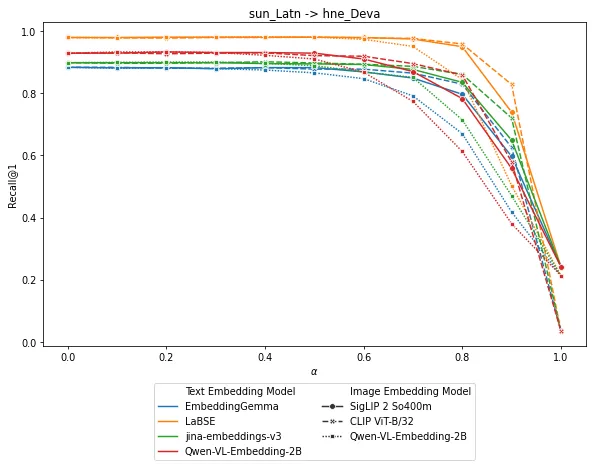 sun_Latn -> hne_Deva
1.0
0.8
0.6
0.4
0.2
0.0
Recall@1
0.0 0.2 0.4 0.6 0.8 1.0
α
Text Embedding Model
EmbeddingGemma
LaBSE
jina-embeddings-v3
Qwen-VL-Embedding-2B
Image Embedding Model
SigLIP 2 So400m
CLIP ViT-B/32
Qwen-VL-Embedding-2B